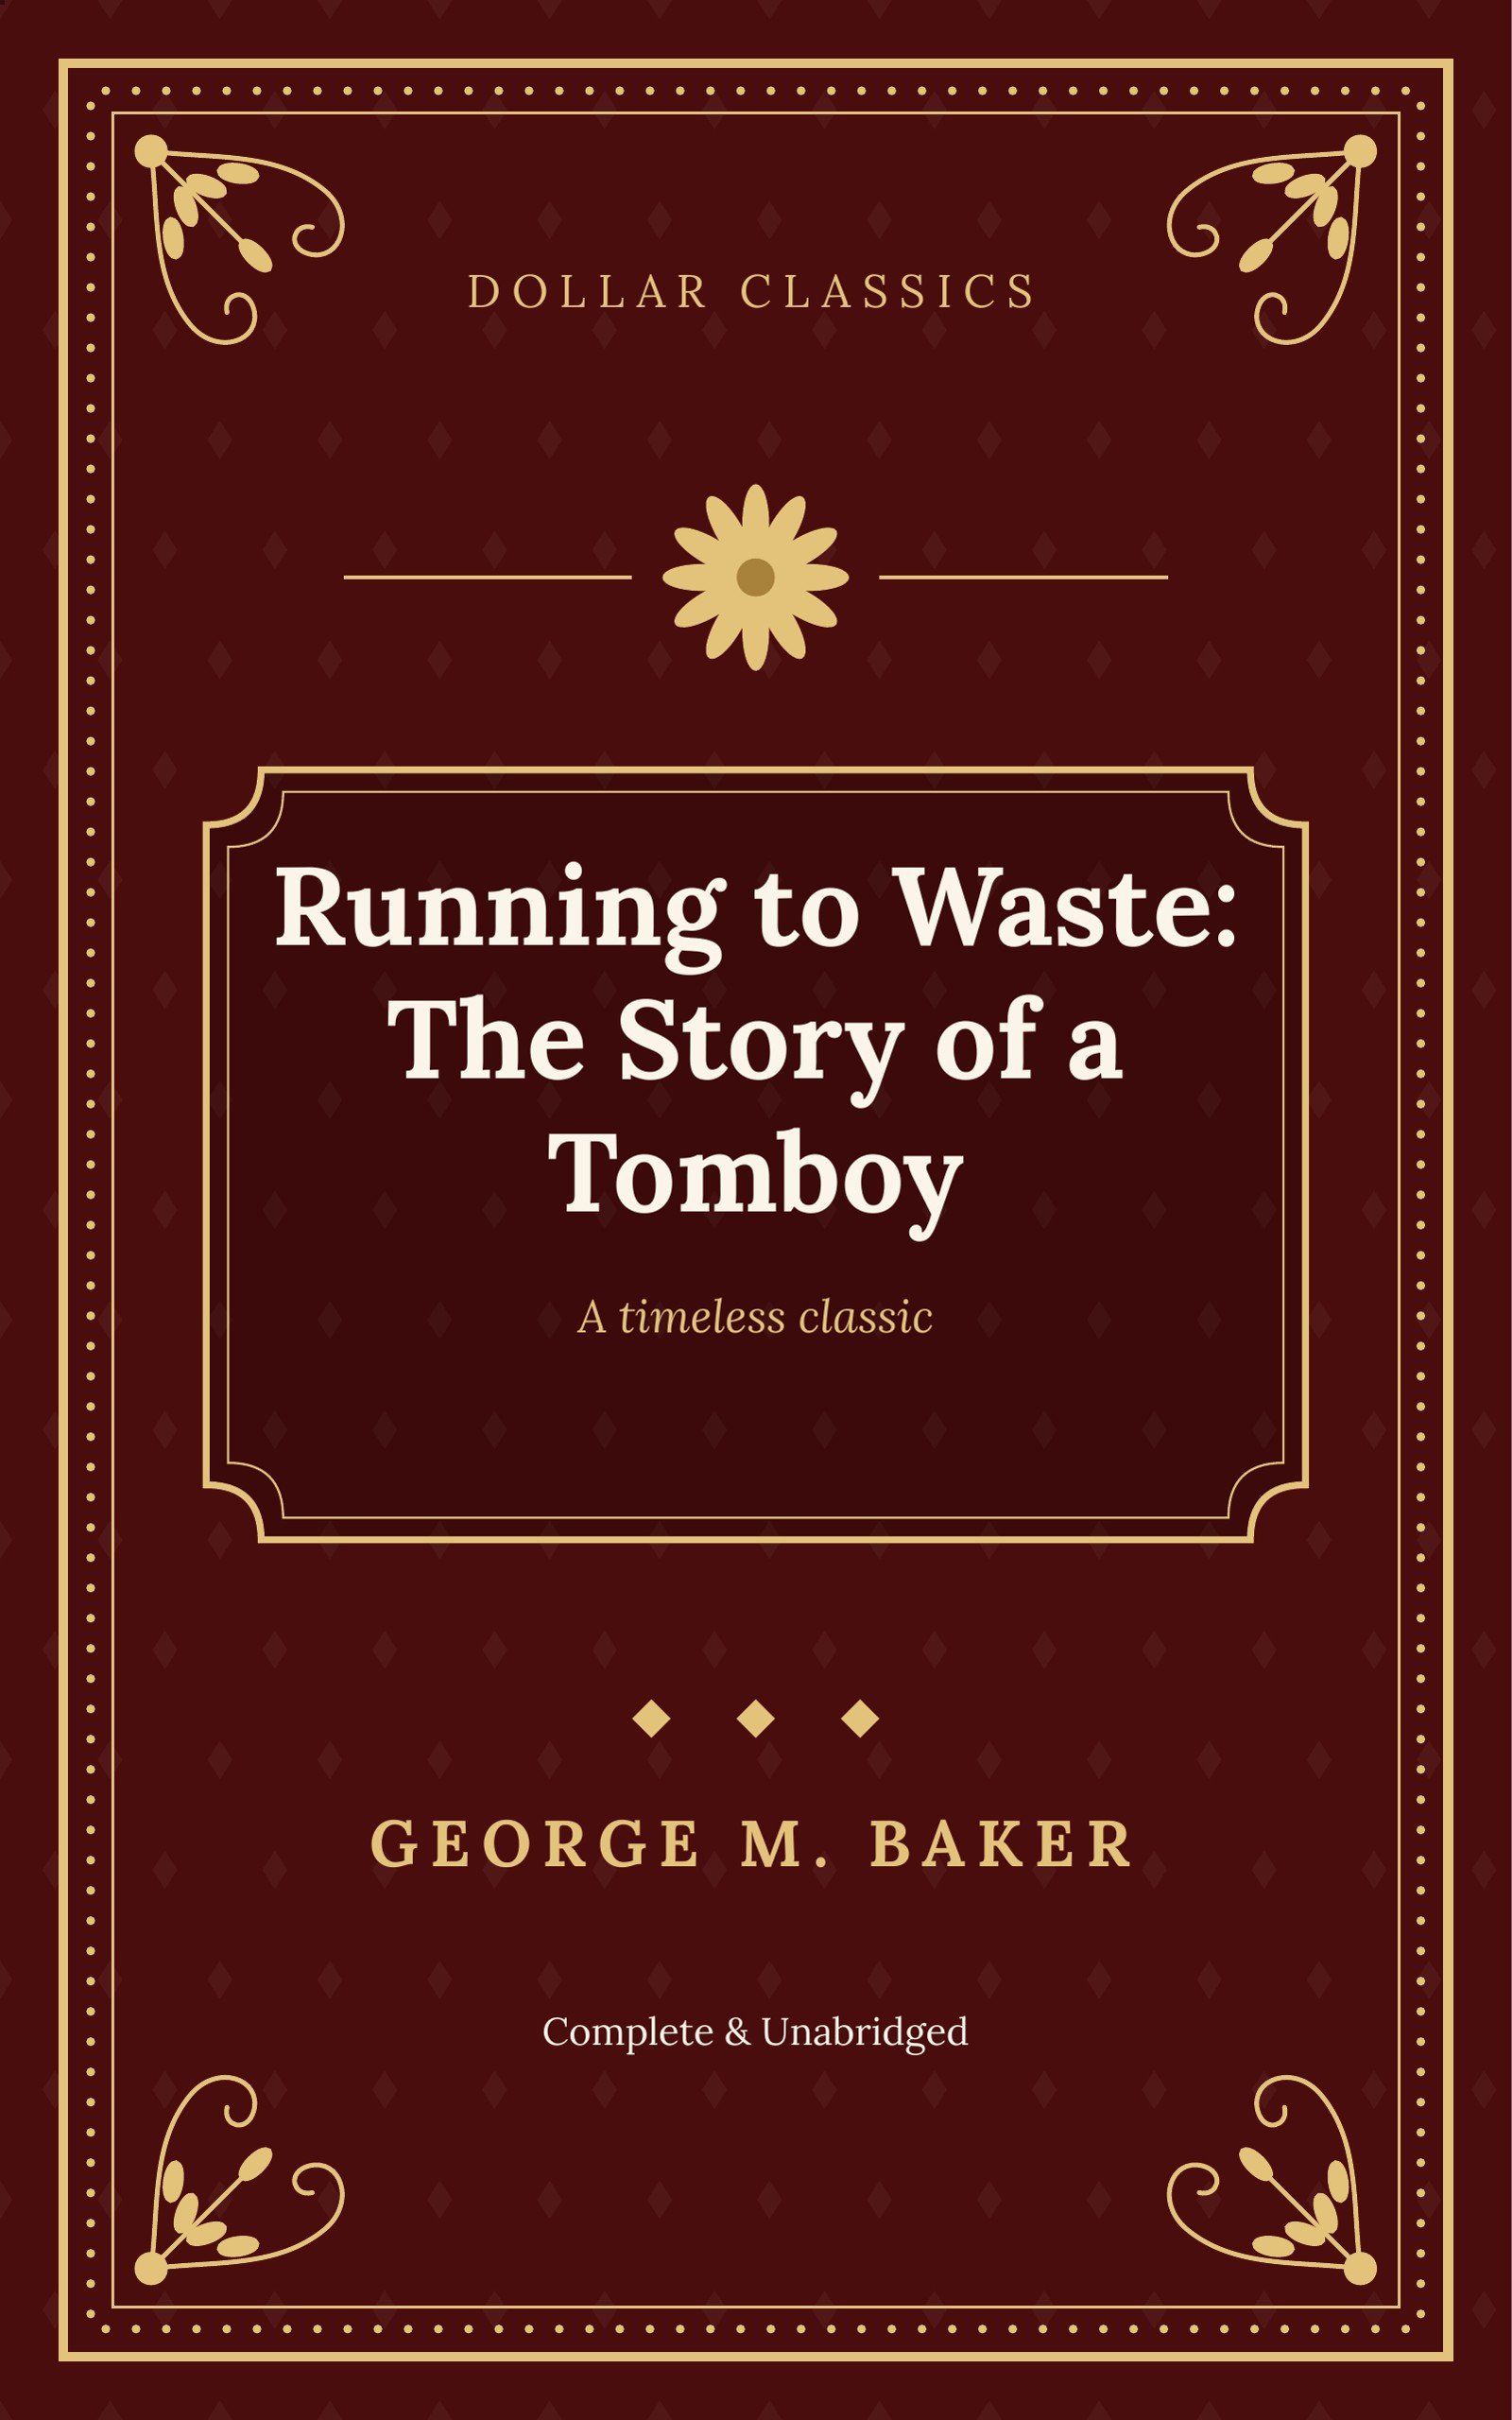 DOLLAR CLASSICS
Running to Waste:
The Story of a
Tomboy
A timeless classic
GEORGE M. BAKER
Complete & Unabridged